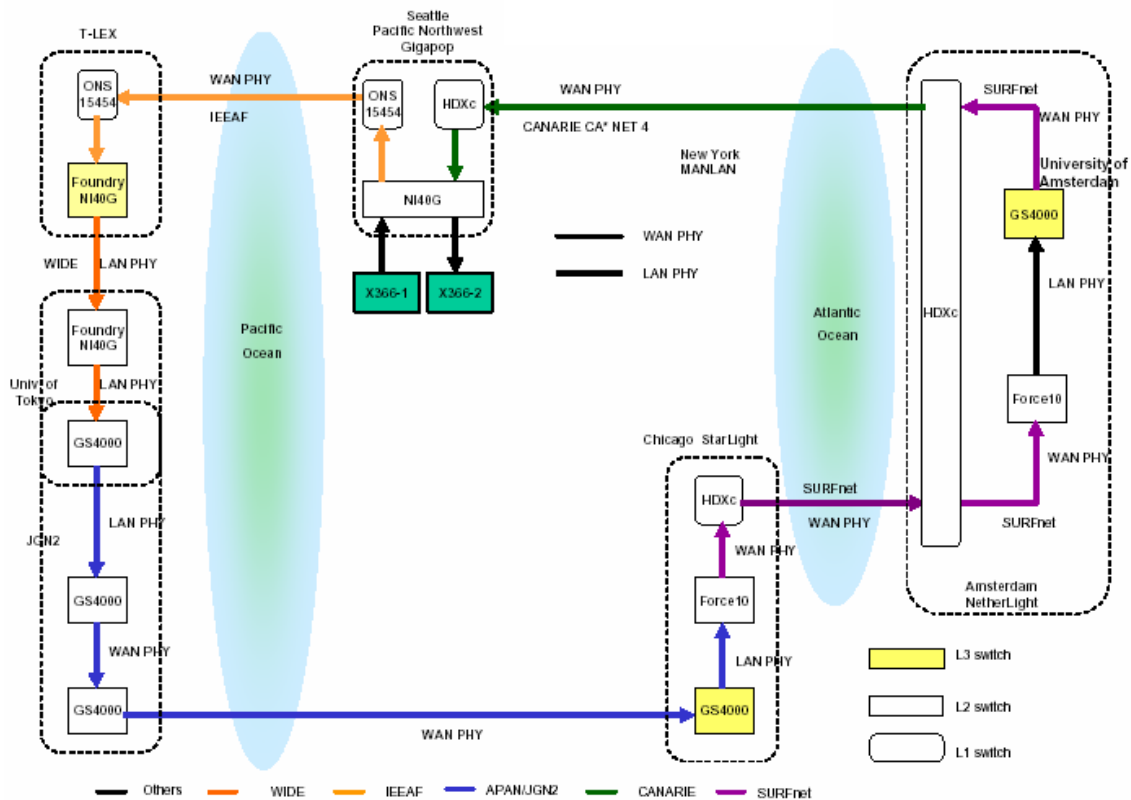 Seattle
Pacific Northwest
Gigapop
T-LEX
ONS
15454
WAN PHY
IEEAF
ONS
15454
HDXc
WAN PHY
CANARIE CA* NET 4
SURFnet
WAN PHY
Foundry
NI40G
NI40G
New York
MANLAN
University of
Amsterdam
GS4000
WIDE
LAN PHY
X366-1
X366-2
WAN PHY
LAN PHY
LAN PHY
Foundry
NI40G
Pacific
Ocean
Atlantic
Ocean
HDXc
Univ. of
Tokyo
LAN PHY
Force10
GS4000
Chicago StarLight
WAN PHY
HDXc
SURFnet
WAN PHY
SURFnet
LAN PHY
JGN2
WAN PHY
GS4000
Force10
Amsterdam
NetherLight
WAN PHY
LAN PHY
L3 switch
GS4000
GS4000
L2 switch
WAN PHY
L1 switch
Others
WIDE
IEEAF
APAN/JGN2
CANARIE
SURFnet